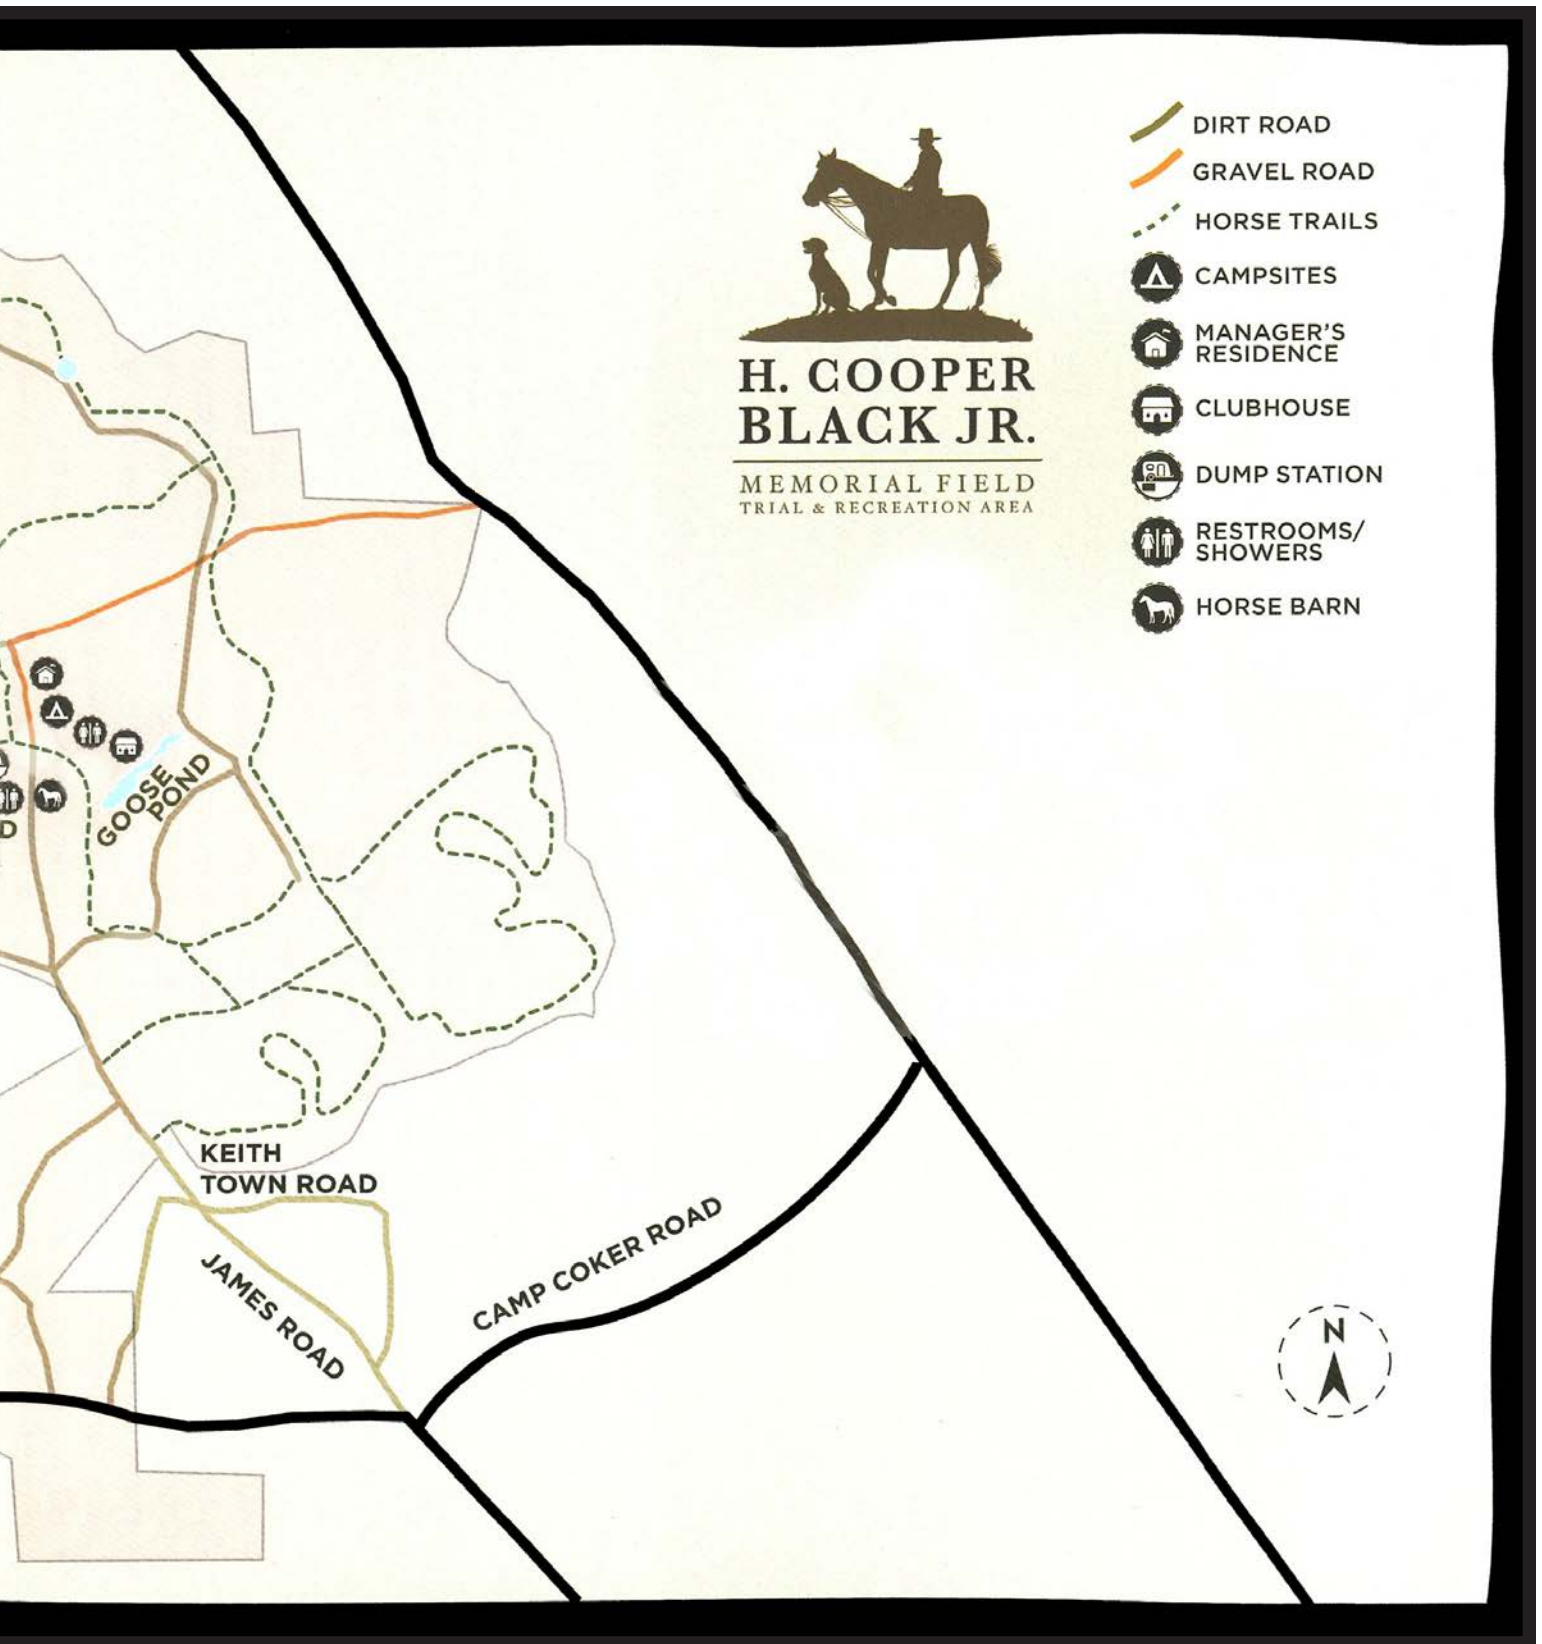 DIRT ROAD
GRAVEL ROAD
HORSE TRAILS
CAMPSITES
MANAGER'S
RESIDENCE
CLUBHOUSE
DUMP STATION
RESTROOMS/
SHOWERS
HORSE BARN
H. COOPER
BLACK JR.
MEMORIAL FIELD
TRIAL & RECREATION AREA
GOOSE
POND
D
KEITH
TOWN ROAD
JAMES ROAD
CAMP COKER ROAD
N